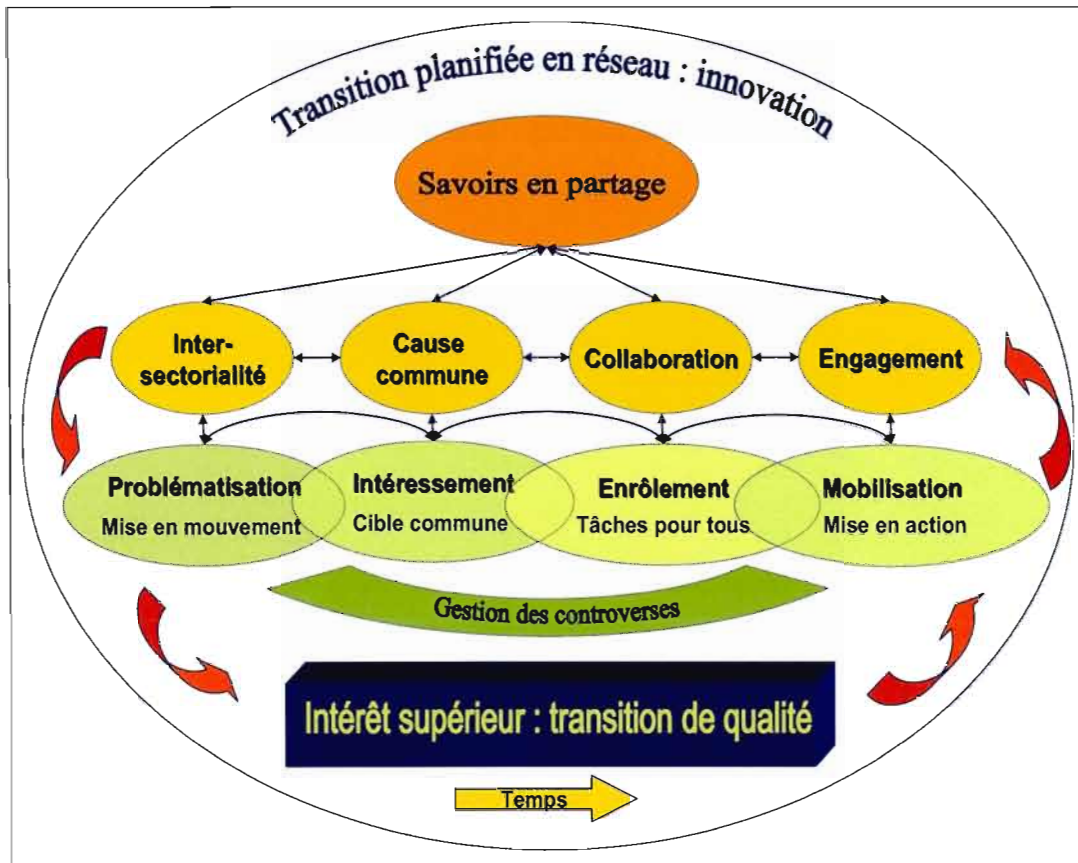 Transition planifiée en réseau : innovation
Savoirs en partage
Inter-
sectorialité
Cause
commune
Collaboration
Engagement
Problématisation
Mise en mouvement
Intéressement
Cible commune
Enrôlement
Tâches pour tous
Mobilisation
Mise en action
Gestion des controverses
Intérêt supérieur : transition de qualité
Temps